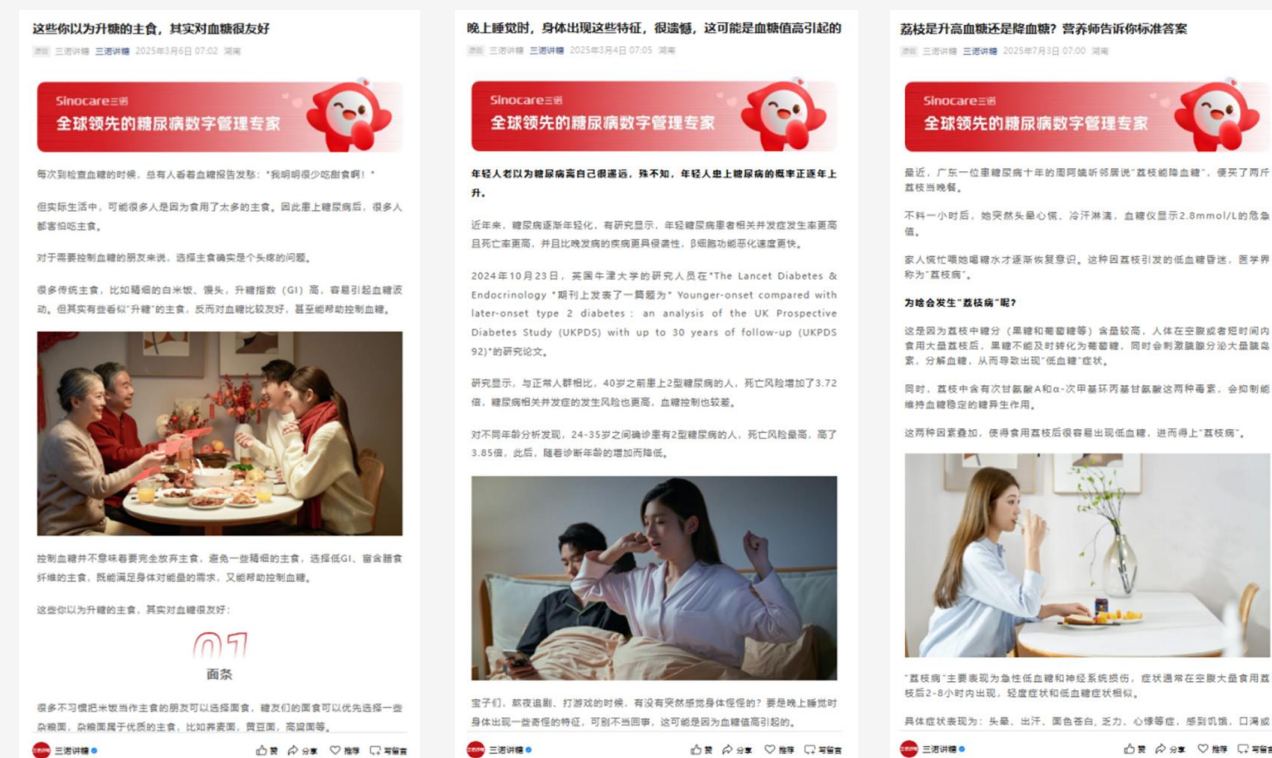 这些你以为升糖的主食，其实对血糖很友好
原创 三诺讲糖 三诺讲糖 2025年3月6日 07:02 湖南
Sinocare三诺
全球领先的糖尿病数字管理专家
每次到检查血糖的时候，总有人看着血糖报告发愁：“我明明很少吃甜食啊！”
但实际生活中，可能很多人是因为食用了太多的主食。因此患上糖尿病后，很多人
都害怕吃主食。
对于需要控制血糖的朋友来说，选择主食确实是个头疼的问题。
很多传统主食，比如精细的白米饭、馒头，升糖指数（GI）高，容易引起血糖波
动。但其实有些看似“升糖”的主食，反而对血糖比较友好，甚至能帮助控制血糖。
控制血糖并不意味着要完全放弃主食，避免一些精细的主食，选择低GI、富含膳食
纤维的主食，既能满足身体对能量的需求，又能帮助控制血糖。
这些你以为升糖的主食，其实对血糖很友好：
01
面条
很多不习惯把米饭当作主食的朋友可以选择面食，糖友们的面食可以优先选择一些
杂粮面，杂粮面属于优质的主食，比如荞麦面，黄豆面，高粱面等。
三诺讲糖 赞 分享 推荐 写留言
晚上睡觉时，身体出现这些特征，很遗憾，这可能是血糖值高引起的
原创 三诺讲糖 三诺讲糖 2025年3月4日 07:05 湖南
Sinocare三诺
全球领先的糖尿病数字管理专家
年轻人老以为糖尿病离自己很遥远，殊不知，年轻人患上糖尿病的概率正逐年上
升。
近年来，糖尿病逐渐年轻化，有研究显示，年轻糖尿病患者相关并发症发生率更高
且死亡率更高，并且比晚发病的疾病更具侵袭性，β细胞功能恶化速度更快。
2024年10月23日，英国牛津大学的研究人员在“The Lancet Diabetes &
Endocrinology ”期刊上发表了一篇题为“ Younger-onset compared with
later-onset type 2 diabetes： an analysis of the UK Prospective
Diabetes Study (UKPDS) with up to 30 years of follow-up (UKPDS
92)”的研究论文。
研究显示，与正常人群相比，40岁之前患上2型糖尿病的人，死亡风险增加了3.72
倍，糖尿病相关并发症的发生风险也更高，血糖控制也较差。
对不同年龄分析发现，24-35岁之间确诊患有2型糖尿病的人，死亡风险最高，高了
3.85倍，此后，随着诊断年龄的增加而降低。
宝子们，熬夜追剧、打游戏的时候，有没有突然感觉身体怪怪的？要是晚上睡觉时
身体出现一些奇怪的特征，可别不当回事，这可能是因为血糖值高引起的。
三诺讲糖 赞 分享 推荐 写留言
荔枝是升高血糖还是降血糖？营养师告诉你标准答案
原创 三诺讲糖 三诺讲糖 2025年7月3日 07:00 湖南
Sinocare三诺
全球领先的糖尿病数字管理专家
最近，广东一位患糖尿病十年的周阿姨听邻居说“荔枝能降血糖”，便买了两斤
荔枝当晚餐。
不料一小时后，她突然头晕心慌、冷汗淋漓，血糖仪显示2.8mmol/L的危急
值。
家人慌忙喂她喝糖水才逐渐恢复意识。这种因荔枝引发的低血糖昏迷，医学界
称为“荔枝病”。
为啥会发生“荔枝病”呢？
这是因为荔枝中糖分（果糖和葡萄糖等）含量较高，人体在空腹或者短时间内
食用大量荔枝后，果糖不能及时转化为葡萄糖，同时会刺激胰腺分泌大量胰岛
素，分解血糖，从而导致出现“低血糖”症状。
同时，荔枝中含有次甘氨酸A和α-次甲基环丙基甘氨酸这两种毒素，会抑制能
维持血糖稳定的糖异生作用。
这两种因素叠加，使得食用荔枝后很容易出现低血糖，进而得上“荔枝病”。
“荔枝病”主要表现为急性低血糖和神经系统损伤，症状通常在空腹大量食用荔
枝后2-8小时内出现，轻度症状和低血糖症状相似。
具体症状表现为：头晕、出汗、面色苍白、乏力、心悸等症，感到饥饿、口渴或
三诺讲糖 赞 分享 推荐 写留言